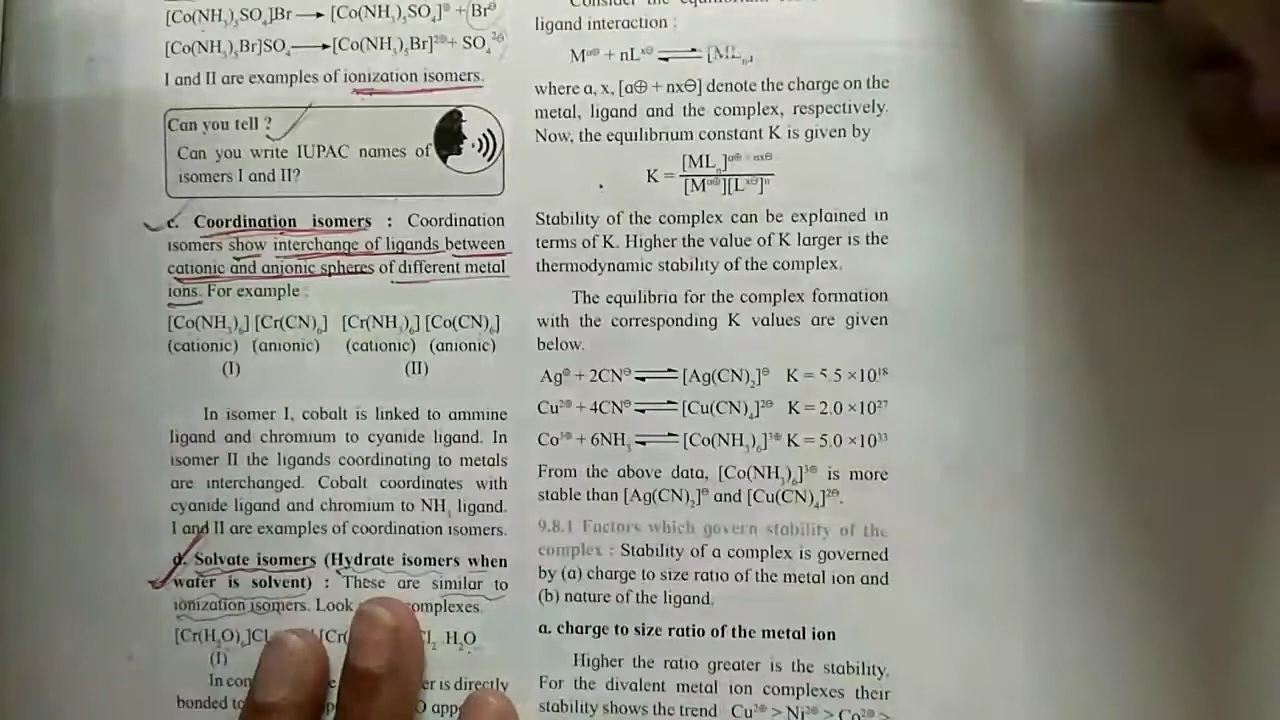 [Co(NH₃)₅SO₄]Br ⟶ [Co(NH₃)₅SO₄]⊕ + Br⊖
[Co(NH₃)₅Br]SO₄ ⟶ [Co(NH₃)₅Br]²⊕ + SO₄²⊖
I and II are examples of ionization isomers.
Can you tell ?
Can you write IUPAC names of
isomers I and II?
c. Coordination isomers : Coordination
isomers show interchange of ligands between
cationic and anionic spheres of different metal
ions. For example :
[Co(NH₃)₆] [Cr(CN)₆] [Cr(NH₃)₆] [Co(CN)₆]
(cationic) (anionic) (cationic) (anionic)
(I) (II)
In isomer I, cobalt is linked to ammine
ligand and chromium to cyanide ligand. In
isomer II the ligands coordinating to metals
are interchanged. Cobalt coordinates with
cyanide ligand and chromium to NH₃ ligand.
I and II are examples of coordination isomers.
d. Solvate isomers (Hydrate isomers when
water is solvent) : These are similar to
ionization isomers. Look complexes.
[Cr(H₂O)₆] H₂O
(I)
In directly
bonded
ligand interaction :
Mᵃ⊕ + nLˣ⊖ ⇌ [MLₙ]
where a, x, [a⊕ + nx⊖] denote the charge on the
metal, ligand and the complex, respectively.
Now, the equilibrium constant K is given by
K = [MLₙ]ᵃ⊕ ⁺ ⁿˣ⊖
[Mᵃ⊕][Lˣ⊖]ⁿ
Stability of the complex can be explained in
terms of K. Higher the value of K larger is the
thermodynamic stability of the complex.
The equilibria for the complex formation
with the corresponding K values are given
below.
Ag⊕ + 2CN⊖ ⇌ [Ag(CN)₂]⊖ K = 5.5 ×10¹⁸
Cu²⊕ + 4CN⊖ ⇌ [Cu(CN)₄]²⊖ K = 2.0 ×10²⁷
Co³⊕ + 6NH₃ ⇌ [Co(NH₃)₆]³⊕ K = 5.0 ×10³³
From the above data, [Co(NH₃)₆]³⊕ is more
stable than [Ag(CN)₂]⊖ and [Cu(CN)₄]²⊖.
9.8.1 Factors which govern stability of the
complex : Stability of a complex is governed
by (a) charge to size ratio of the metal ion and
(b) nature of the ligand.
a. charge to size ratio of the metal ion
Higher the ratio greater is the stability.
For the divalent metal ion complexes their
stability shows the trend Cu²⊕ > Ni²⊕ > Co²⊕ >